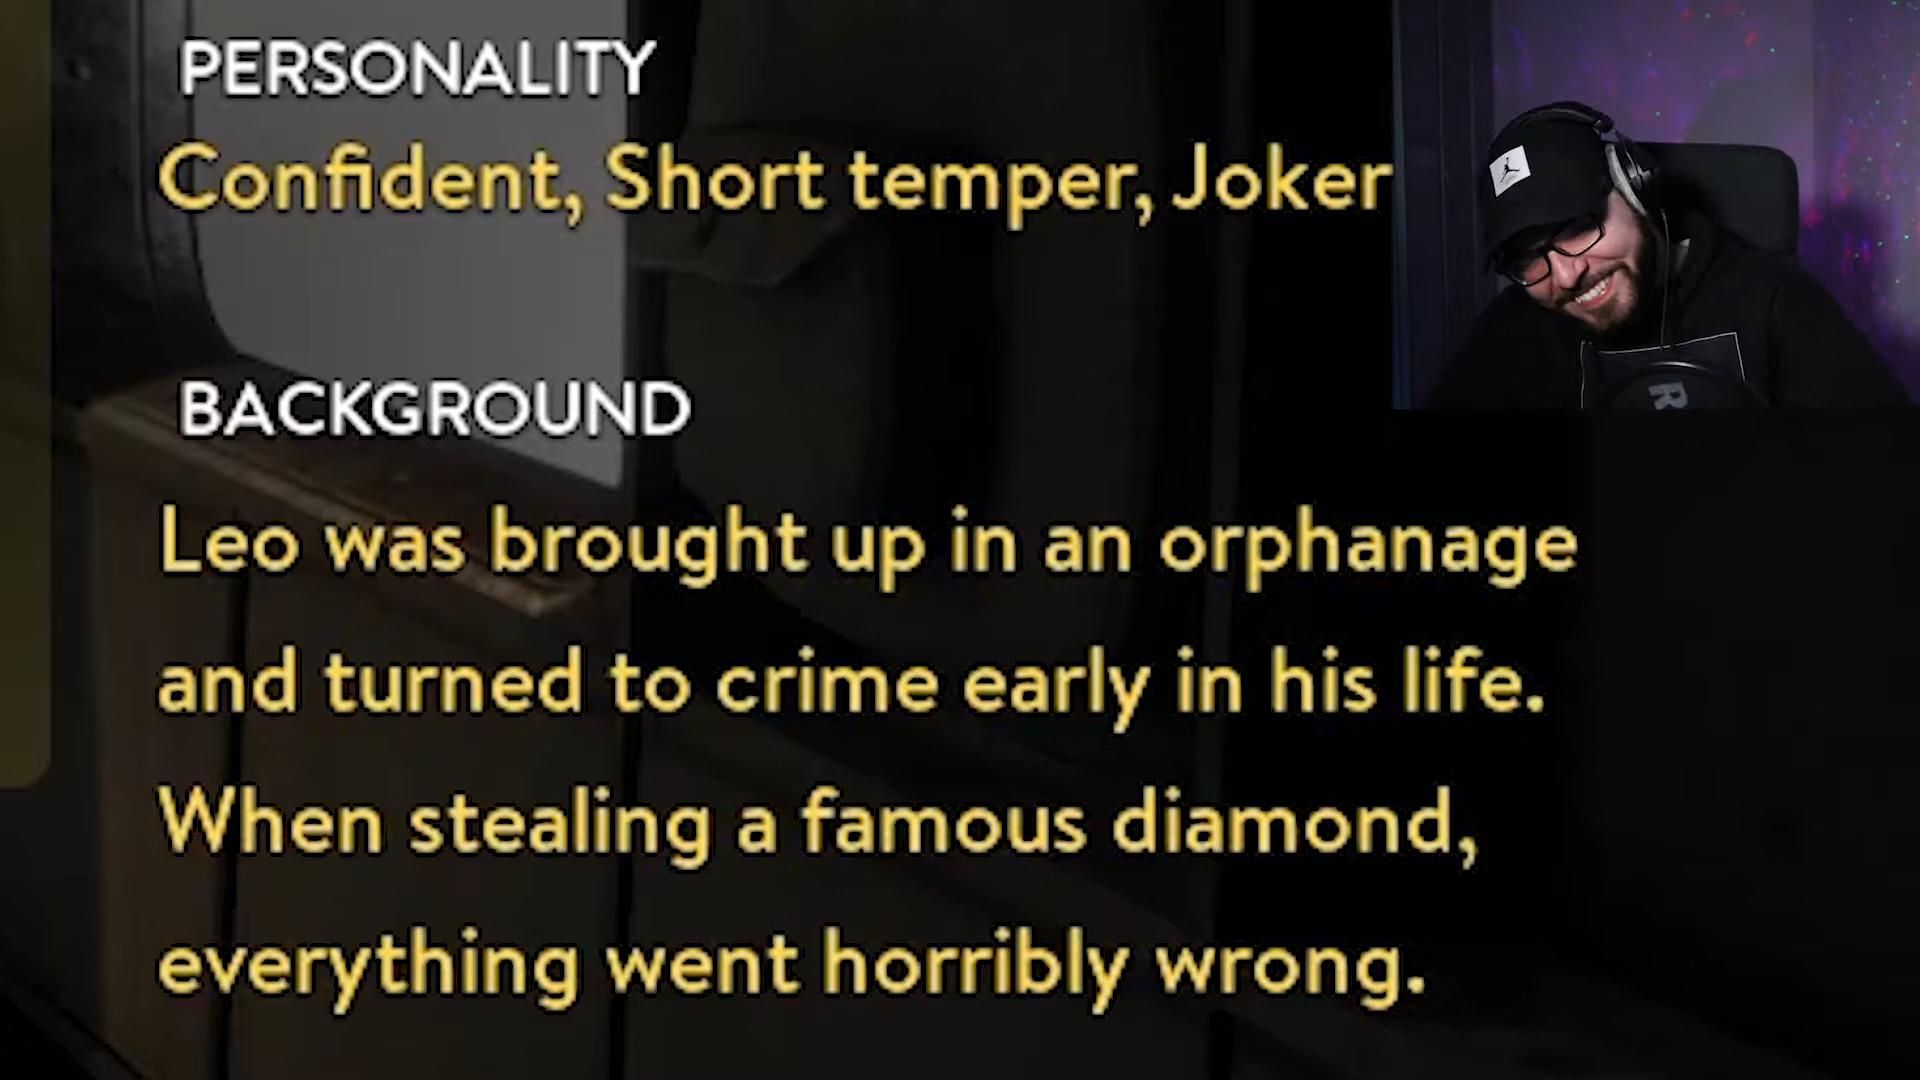 PERSONALITY
Confident, Short temper, Joker
BACKGROUND
Leo was brought up in an orphanage
and turned to crime early in his life.
When stealing a famous diamond,
everything went horribly wrong.
R